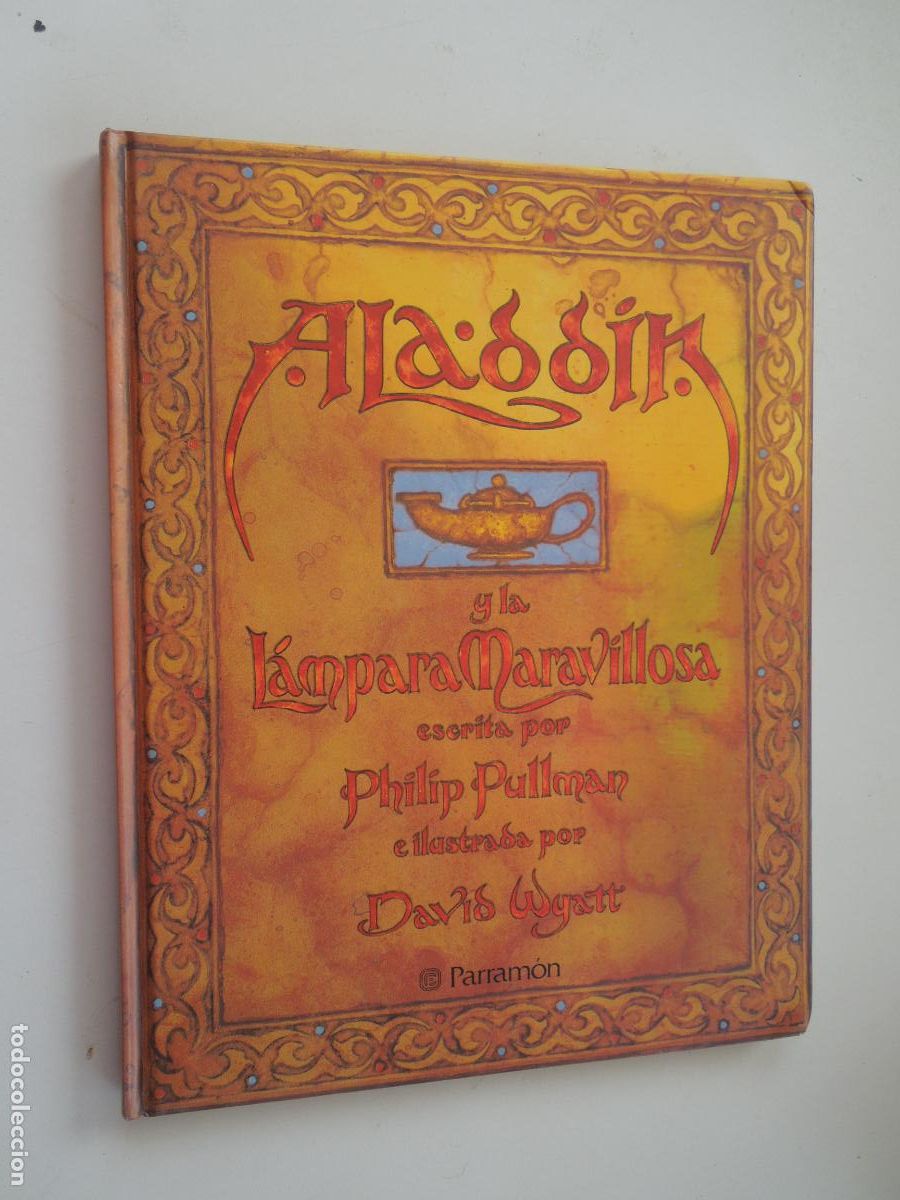 Aladdin
y la
Lámpara Maravillosa
escrita por
Philip Pullman
e ilustrada por
David Wyatt
Parramón
todocoleccion